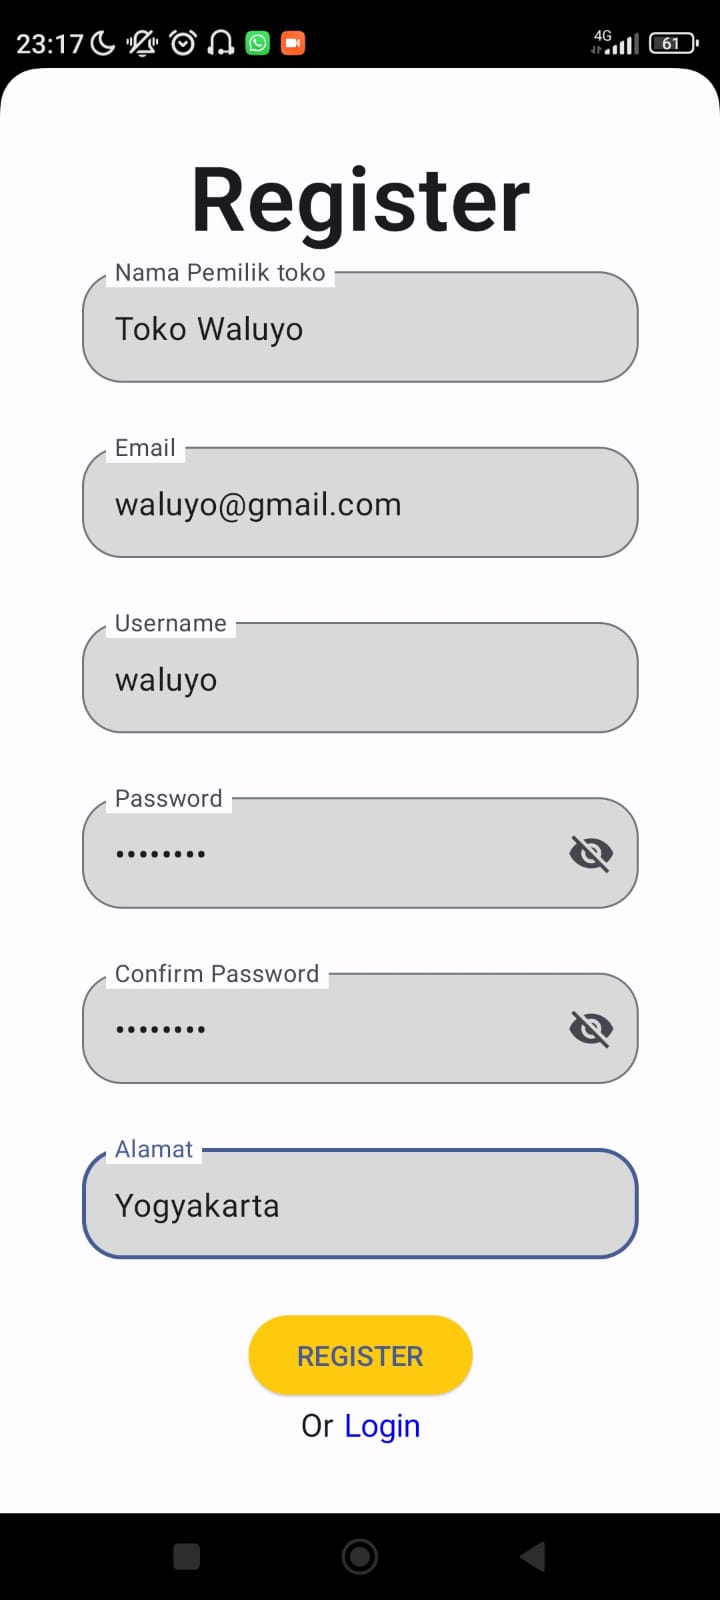 23:17 4G 61
Register
Nama Pemilik toko
Toko Waluyo
Email
waluyo@gmail.com
Username
waluyo
Password
••••••••
Confirm Password
••••••••
Alamat
Yogyakarta
REGISTER
Or Login